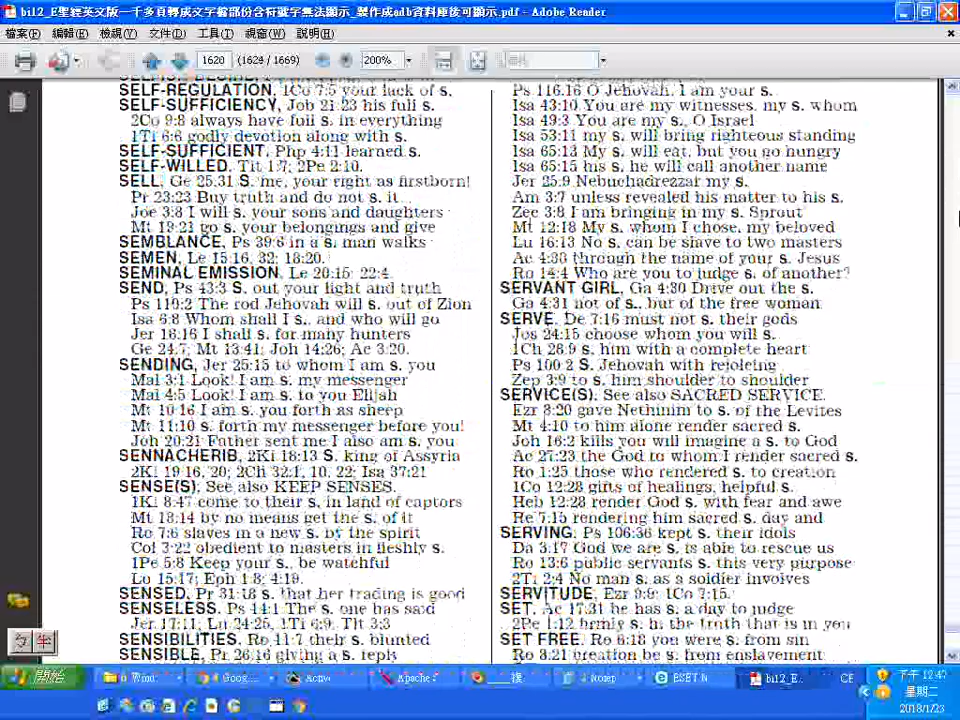 bi12_E聖經英文版一千多頁轉成文字檔部份含符號字無法顯示_製作成adb資料庫後可顯示.pdf - Adobe Reader
檔案(F) 編輯(E) 檢視(V) 文件(D) 工具(T) 視窗(W) 說明(H)
1620 (1624 / 1669) 200% 尋找
SELF-REGULATION, 1Co 7:5 your lack of s.
SELF-SUFFICIENCY, Job 21:23 his full s.
2Co 9:8 always have full s. in everything
1Ti 6:6 godly devotion along with s.
SELF-SUFFICIENT, Php 4:11 learned s.
SELF-WILLED, Tit 1:7; 2Pe 2:10.
SELL, Ge 25:31 S. me, your right as firstborn!
Pr 23:23 Buy truth and do not s. it
Joe 3:8 I will s. your sons and daughters
Mt 19:21 go s. your belongings and give
SEMBLANCE, Ps 39:6 in a s. man walks
SEMEN, Le 15:16, 32; 18:20.
SEMINAL EMISSION, Le 20:15; 22:4.
SEND, Ps 43:3 S. out your light and truth
Ps 110:2 The rod Jehovah will s. out of Zion
Isa 6:8 Whom shall I s., and who will go
Jer 16:16 I shall s. for many hunters
Ge 24:7; Mt 13:41; Joh 14:26; Ac 3:20.
SENDING, Jer 25:15 to whom I am s. you
Mal 3:1 Look! I am s. my messenger
Mal 4:5 Look! I am s. to you Elijah
Mt 10:16 I am s. you forth as sheep
Mt 11:10 s. forth my messenger before you!
Joh 20:21 Father sent me I also am s. you
SENNACHERIB, 2Ki 18:13 S. king of Assyria
2Ki 19:16, 20; 2Ch 32:1, 10, 22; Isa 37:21
SENSE(S), See also KEEP SENSES.
1Ki 8:47 come to their s. in land of captors
Mt 13:14 by no means get the s. of it
Ro 7:6 slaves in a new s. by the spirit
Col 3:22 obedient to masters in fleshly s.
1Pe 5:8 Keep your s., be watchful
Lu 15:17; Eph 1:8; 4:19.
SENSED, Pr 31:18 s. that her trading is good
SENSELESS, Ps 14:1 The s. one has said
Jer 17:11; Lu 24:25; 1Ti 6:9; Tit 3:3
SENSIBILITIES, Ro 11:7 their s. blunted
SENSIBLE, Pr 26:16 giving a s. reply
Ps 116:16 O Jehovah, I am your s.
Isa 43:10 You are my witnesses, my s. whom
Isa 49:3 You are my s., O Israel
Isa 53:11 my s. will bring righteous standing
Isa 65:13 My s. will eat, but you go hungry
Isa 65:15 his s. he will call another name
Jer 25:9 Nebuchadrezzar my s.
Am 3:7 unless revealed his matter to his s.
Zec 3:8 I am bringing in my s. Sprout
Mt 12:18 My s. whom I chose, my beloved
Lu 16:13 No s. can be slave to two masters
Ac 4:30 through the name of your s. Jesus
Ro 14:4 Who are you to judge s. of another?
SERVANT GIRL, Ga 4:30 Drive out the s.
Ga 4:31 not of s., but of the free woman
SERVE, De 7:16 must not s. their gods
Jos 24:15 choose whom you will s.
1Ch 28:9 s. him with a complete heart
Ps 100:2 S. Jehovah with rejoicing
Zep 3:9 to s. him shoulder to shoulder
SERVICE(S), See also SACRED SERVICE.
Ezr 8:20 gave Nethinim to s. of the Levites
Mt 4:10 to him alone render sacred s.
Joh 16:2 kills you will imagine a s. to God
Ac 27:23 the God to whom I render sacred s.
Ro 1:25 those who rendered s. to creation
1Co 12:28 gifts of healings, helpful s.
Heb 12:28 render God s. with fear and awe
Re 7:15 rendering him sacred s. day and
SERVING, Ps 106:36 kept s. their idols
Da 3:17 God we are s. is able to rescue us
Ro 13:6 public servants s. this very purpose
2Ti 2:4 No man s. as a soldier involves
SERVITUDE, Ezr 9:9; 1Co 7:15.
SET, Ac 17:31 he has s. a day to judge
2Pe 1:12 firmly s. in the truth that is in you
SET FREE, Ro 6:18 you were s. from sin
Ro 8:21 creation be s. from enslavement
ㄅ 半
開始 6 Wind... 4 Goog... Active Apache 複 1 Notep ESET N bi12_E... CE
下午 12:47
星期二
2018/1/23